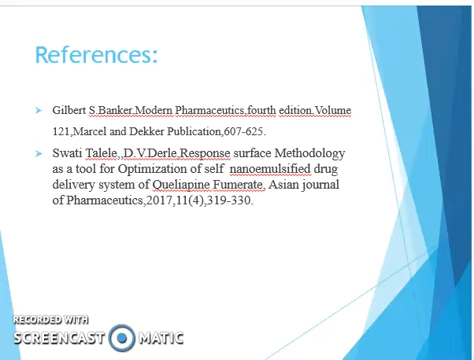 References:
➤ Gilbert S.Banker,Modern Pharmaceutics,fourth edition,Volume
121,Marcel and Dekker Publication,607-625.
➤ Swati Talele,,D.V.Derle,Response surface Methodology
as a tool for Optimization of self nanoemulsified drug
delivery system of Queliapine Fumerate, Asian journal
of Pharmaceutics,2017,11(4),319-330.
RECORDED WITH
SCREENCAST MATIC